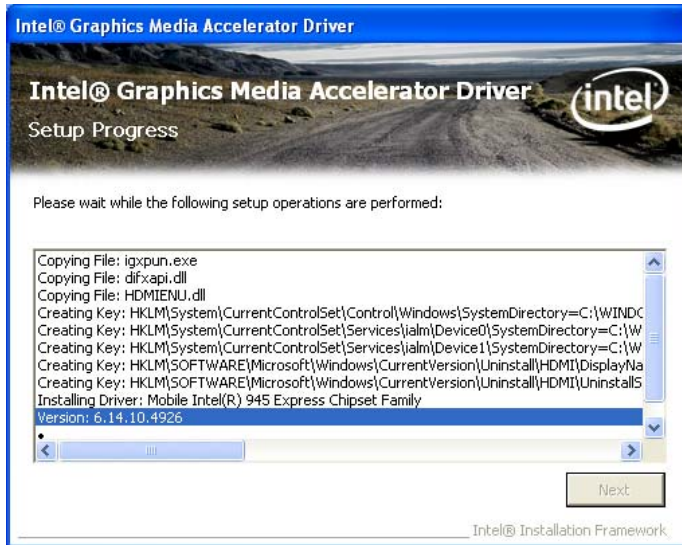 Intel® Graphics Media Accelerator Driver
Intel® Graphics Media Accelerator Driver
intel
Setup Progress
Please wait while the following setup operations are performed:
Copying File: igxpun.exe
Copying File: difxapi.dll
Copying File: HDMIENU.dll
Creating Key: HKLM\System\CurrentControlSet\Control\Windows\SystemDirectory=C:\WINDO
Creating Key: HKLM\System\CurrentControlSet\Services\ialm\Device0\SystemDirectory=C:\W
Creating Key: HKLM\System\CurrentControlSet\Services\ialm\Device1\SystemDirectory=C:\W
Creating Key: HKLM\SOFTWARE\Microsoft\Windows\CurrentVersion\Uninstall\HDMI\DisplayNa
Creating Key: HKLM\SOFTWARE\Microsoft\Windows\CurrentVersion\Uninstall\HDMI\UninstallS
Installing Driver: Mobile Intel(R) 945 Express Chipset Family
Version: 6.14.10.4926
Next
Intel® Installation Framework